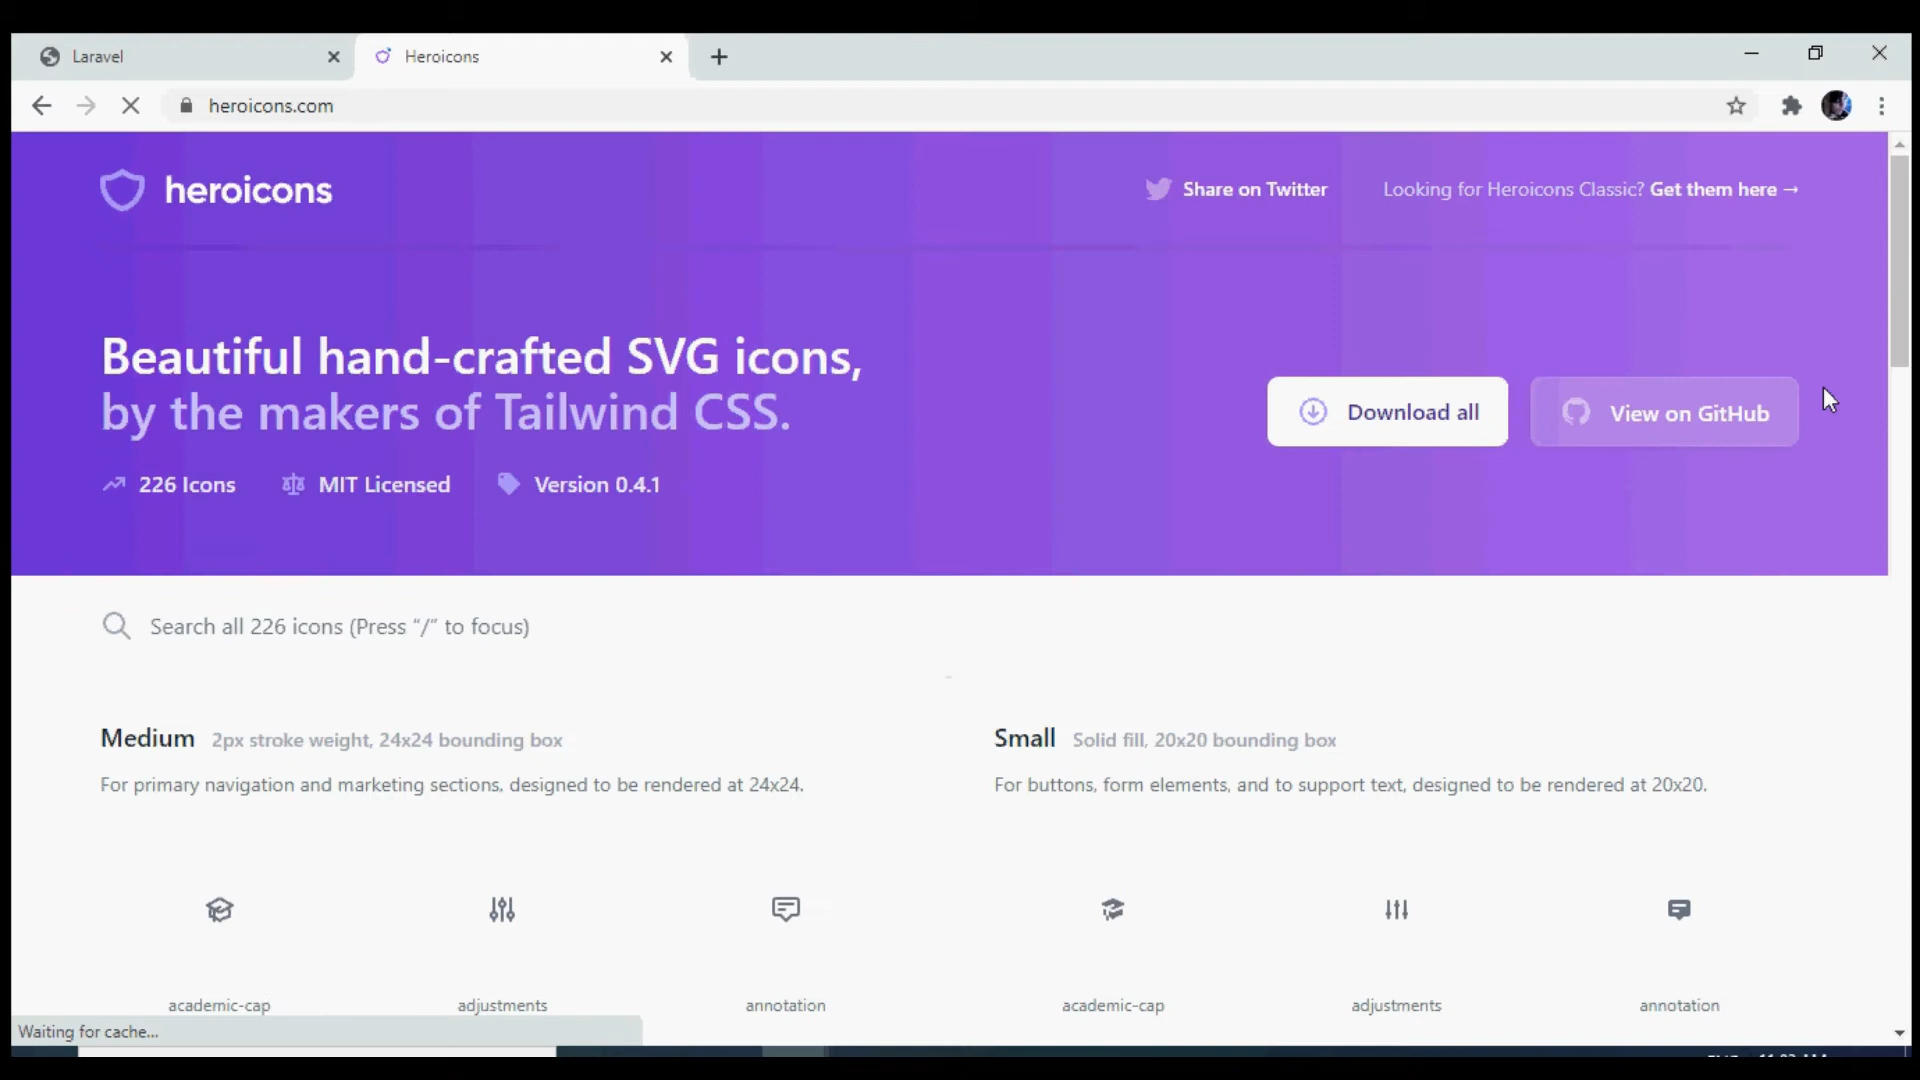 Laravel
Heroicons
heroicons.com
heroicons
Share on Twitter
Looking for Heroicons Classic? Get them here →
Beautiful hand-crafted SVG icons,
by the makers of Tailwind CSS.
Download all
View on GitHub
226 Icons
MIT Licensed
Version 0.4.1
Search all 226 icons (Press “/” to focus)
Medium 2px stroke weight, 24x24 bounding box
For primary navigation and marketing sections, designed to be rendered at 24x24.
Small Solid fill, 20x20 bounding box
For buttons, form elements, and to support text, designed to be rendered at 20x20.
academic-cap
adjustments
annotation
academic-cap
adjustments
annotation
Waiting for cache...